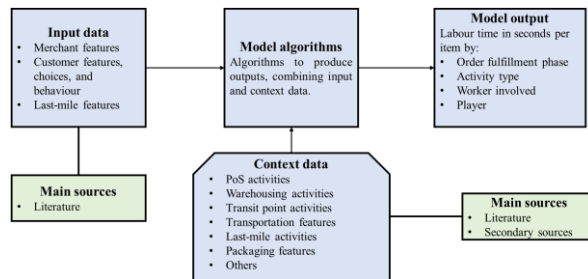 Input data
• Merchant features
• Customer features,
choices, and
behaviour
• Last-mile features
Model algorithms
Algorithms to produce
outputs, combining input
and context data.
Model output
Labour time in seconds per
item by:
• Order fulfillment phase
• Activity type
• Worker involved
• Player
Main sources
• Literature
Context data
• PoS activities
• Warehousing activities
• Transit point activities
• Transportation features
• Last-mile activities
• Packaging features
• Others
Main sources
• Literature
• Secondary sources